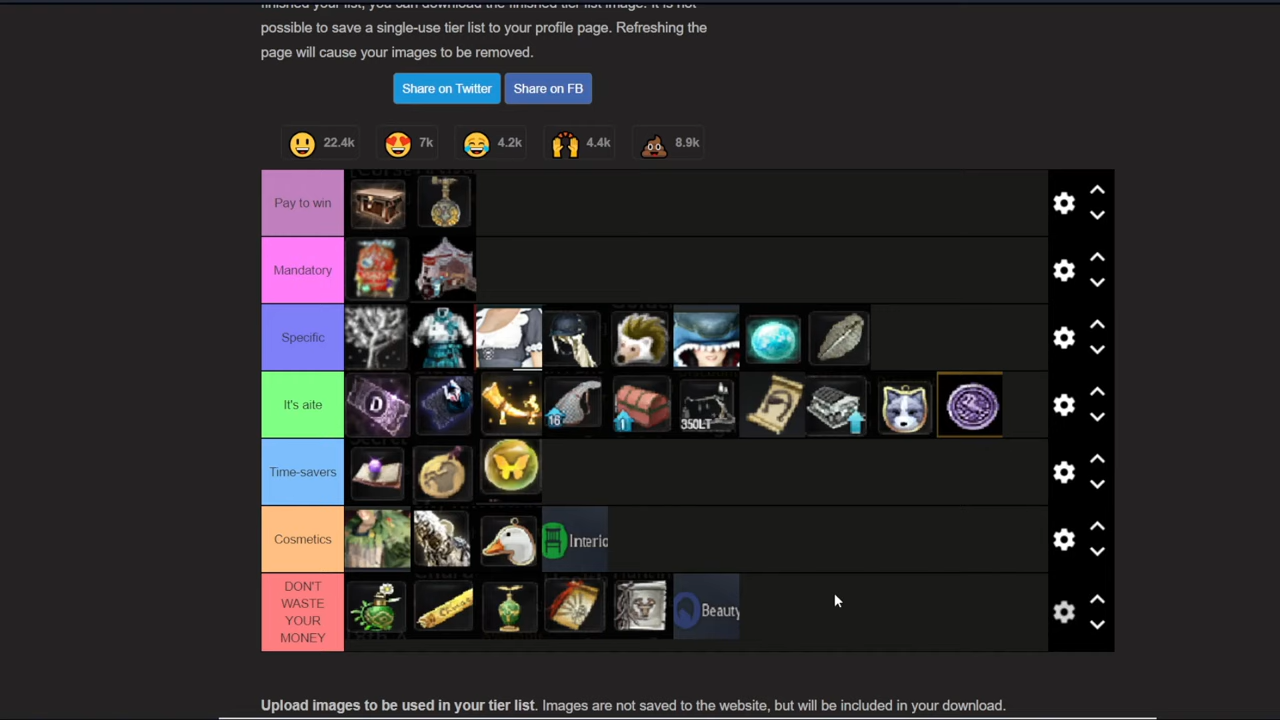 finished your list, you can download the finished tier list image. It is not
possible to save a single-use tier list to your profile page. Refreshing the
page will cause your images to be removed.
Share on Twitter Share on FB
22.4k 7k 4.2k 4.4k 8.9k
Pay to win
Mandatory
Specific
It's aite
D 16 1 350LT
Time-savers
Cosmetics
Interio
DON'T
WASTE
YOUR
MONEY
Beauty
Upload images to be used in your tier list. Images are not saved to the website, but will be included in your download.